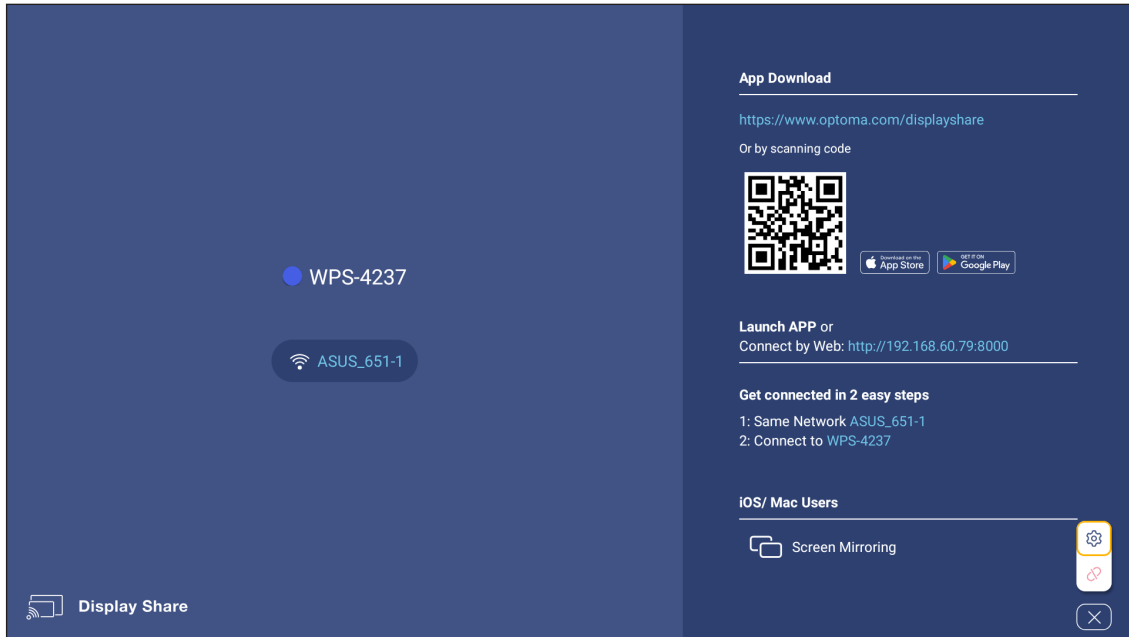 WPS-4237
ASUS_651-1
Display Share
App Download
https://www.optoma.com/displayshare
Or by scanning code
Download on the
App Store
GET IT ON
Google Play
Launch APP or
Connect by Web: http://192.168.60.79:8000
Get connected in 2 easy steps
1: Same Network ASUS_651-1
2: Connect to WPS-4237
iOS/ Mac Users
Screen Mirroring